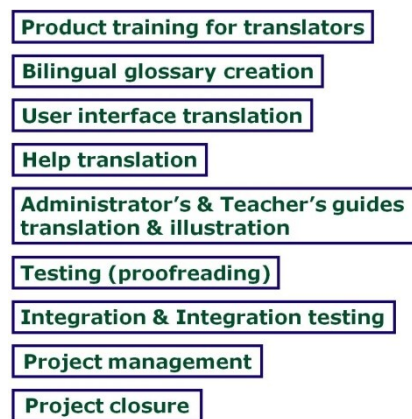 Product training for translators
Bilingual glossary creation
User interface translation
Help translation
Administrator’s & Teacher’s guides
translation & illustration
Testing (proofreading)
Integration & Integration testing
Project management
Project closure